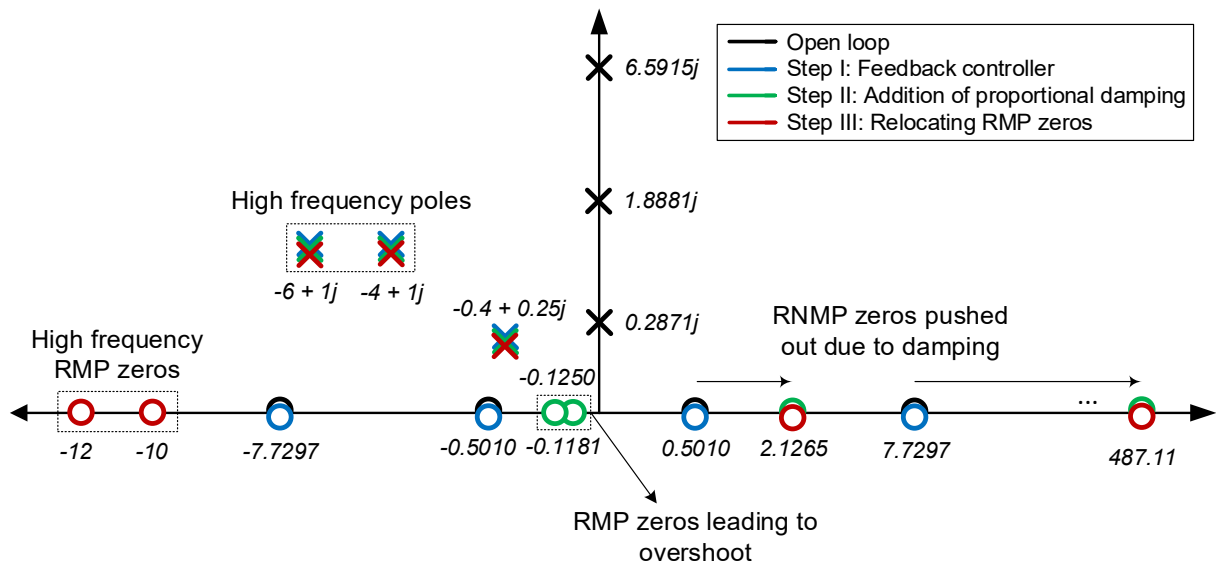 6.5915j
Open loop
Step I: Feedback controller
Step II: Addition of proportional damping
Step III: Relocating RMP zeros
High frequency poles
1.8881j
-6 + 1j
-4 + 1j
-0.4 + 0.25j
0.2871j
RNMP zeros pushed
out due to damping
High frequency
RMP zeros
-0.1250
...
-12
-10
-7.7297
-0.5010
-0.1181
0.5010
2.1265
7.7297
487.11
RMP zeros leading to
overshoot